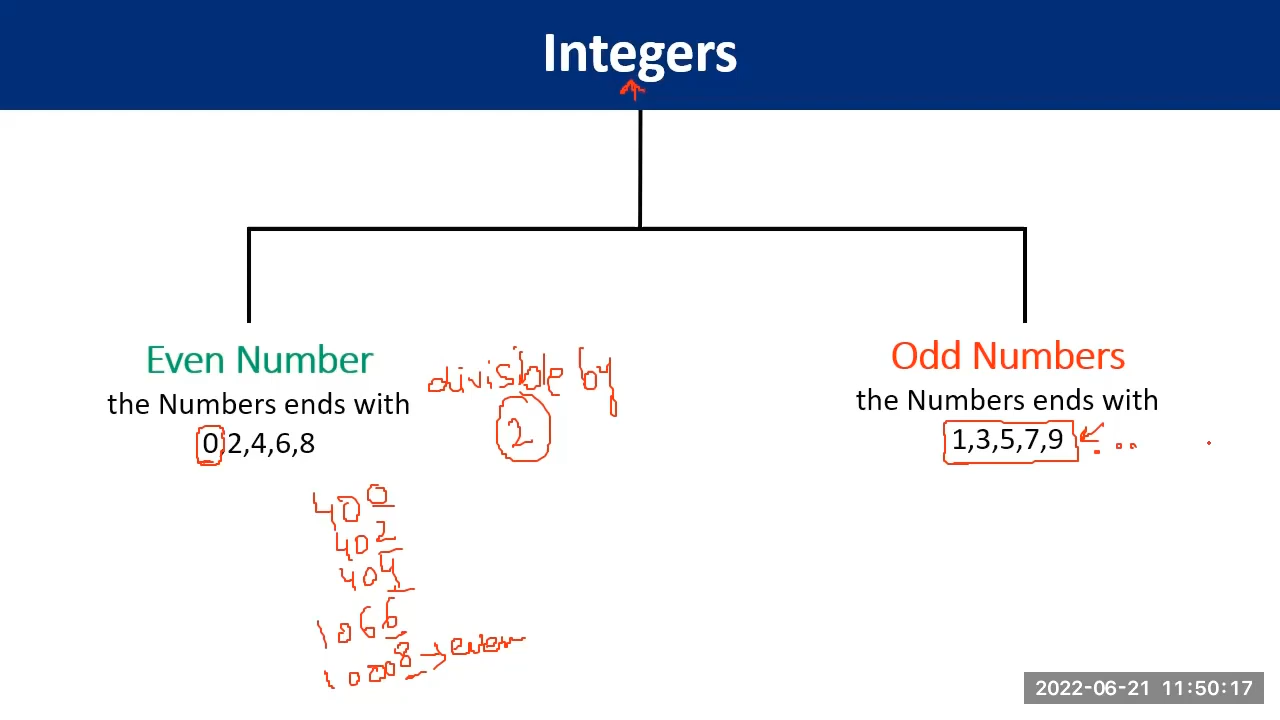 Integers
Even Number
the Numbers ends with
0,2,4,6,8
divisible by
2
400
402
404
1066
10008 → even
Odd Numbers
the Numbers ends with
1,3,5,7,9
2022-06-21 11:50:17